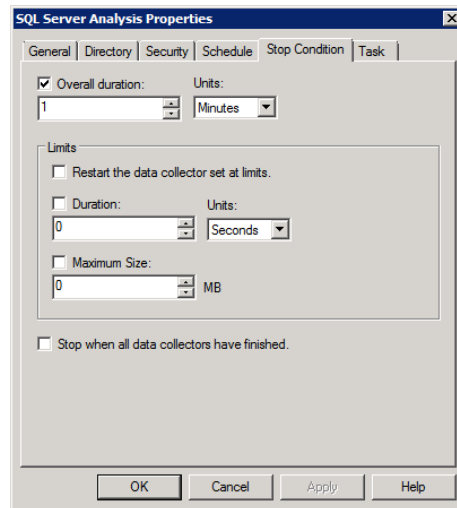 SQL Server Analysis Properties
General Directory Security Schedule Stop Condition Task
Overall duration: Units:
1 Minutes
Limits
Restart the data collector set at limits.
Duration: Units:
0 Seconds
Maximum Size:
0 MB
Stop when all data collectors have finished.
OK Cancel Apply Help